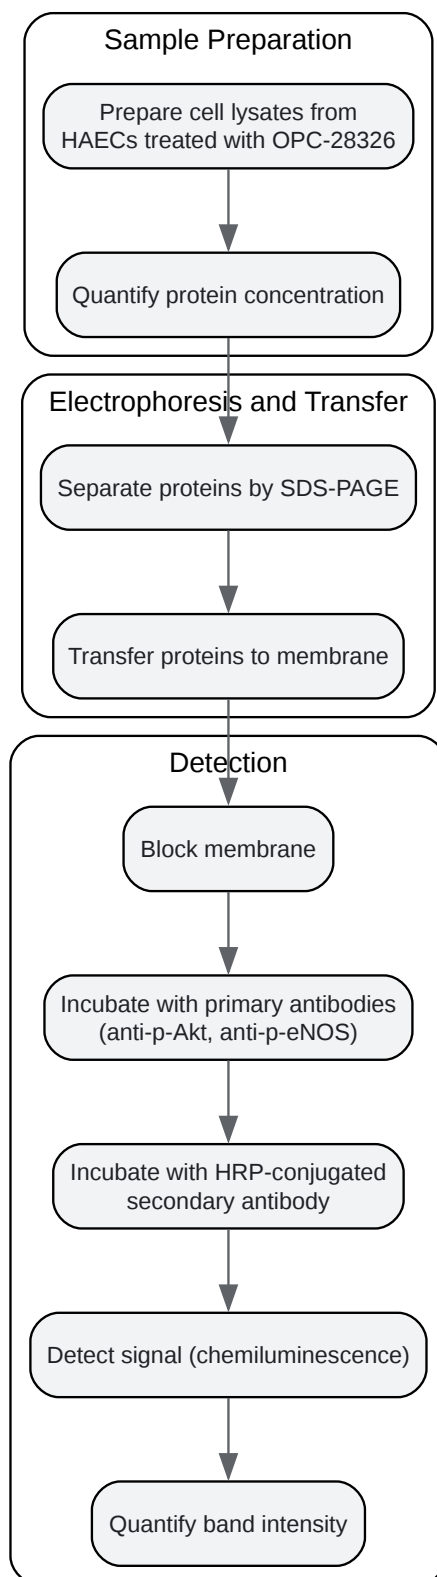 Sample Preparation
Prepare cell lysates from
HAECs treated with OPC-28326
Quantify protein concentration
Electrophoresis and Transfer
Separate proteins by SDS-PAGE
Transfer proteins to membrane
Detection
Block membrane
Incubate with primary antibodies
(anti-p-Akt, anti-p-eNOS)
Incubate with HRP-conjugated
secondary antibody
Detect signal (chemiluminescence)
Quantify band intensity